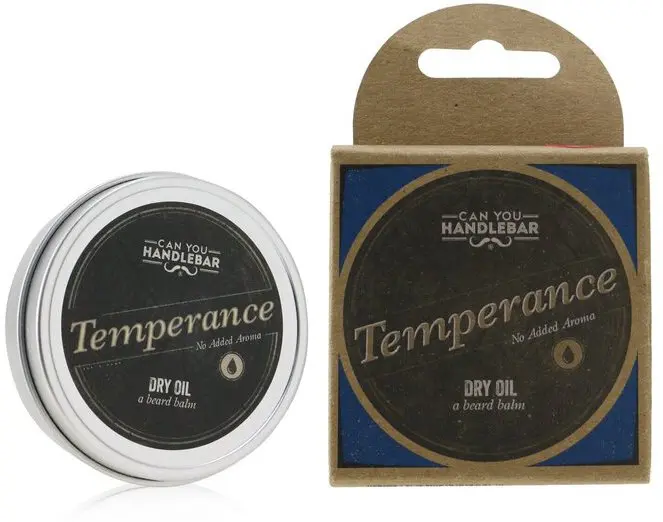 CAN YOU
HANDLEBAR
®
Temperance
No Added Aroma
DRY OIL
a beard balm
CAN YOU
HANDLEBAR
Temperance
No Added Aroma
DRY OIL
a beard balm